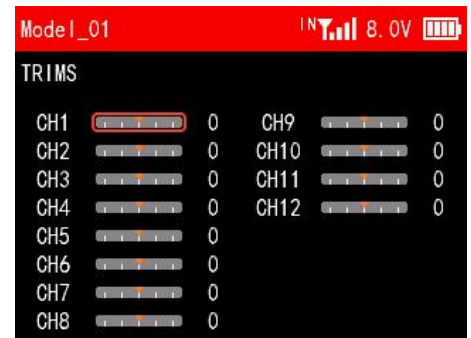 Model_01 IN 8.0V
TRIMS
CH1 0 CH9 0
CH2 0 CH10 0
CH3 0 CH11 0
CH4 0 CH12 0
CH5 0
CH6 0
CH7 0
CH8 0